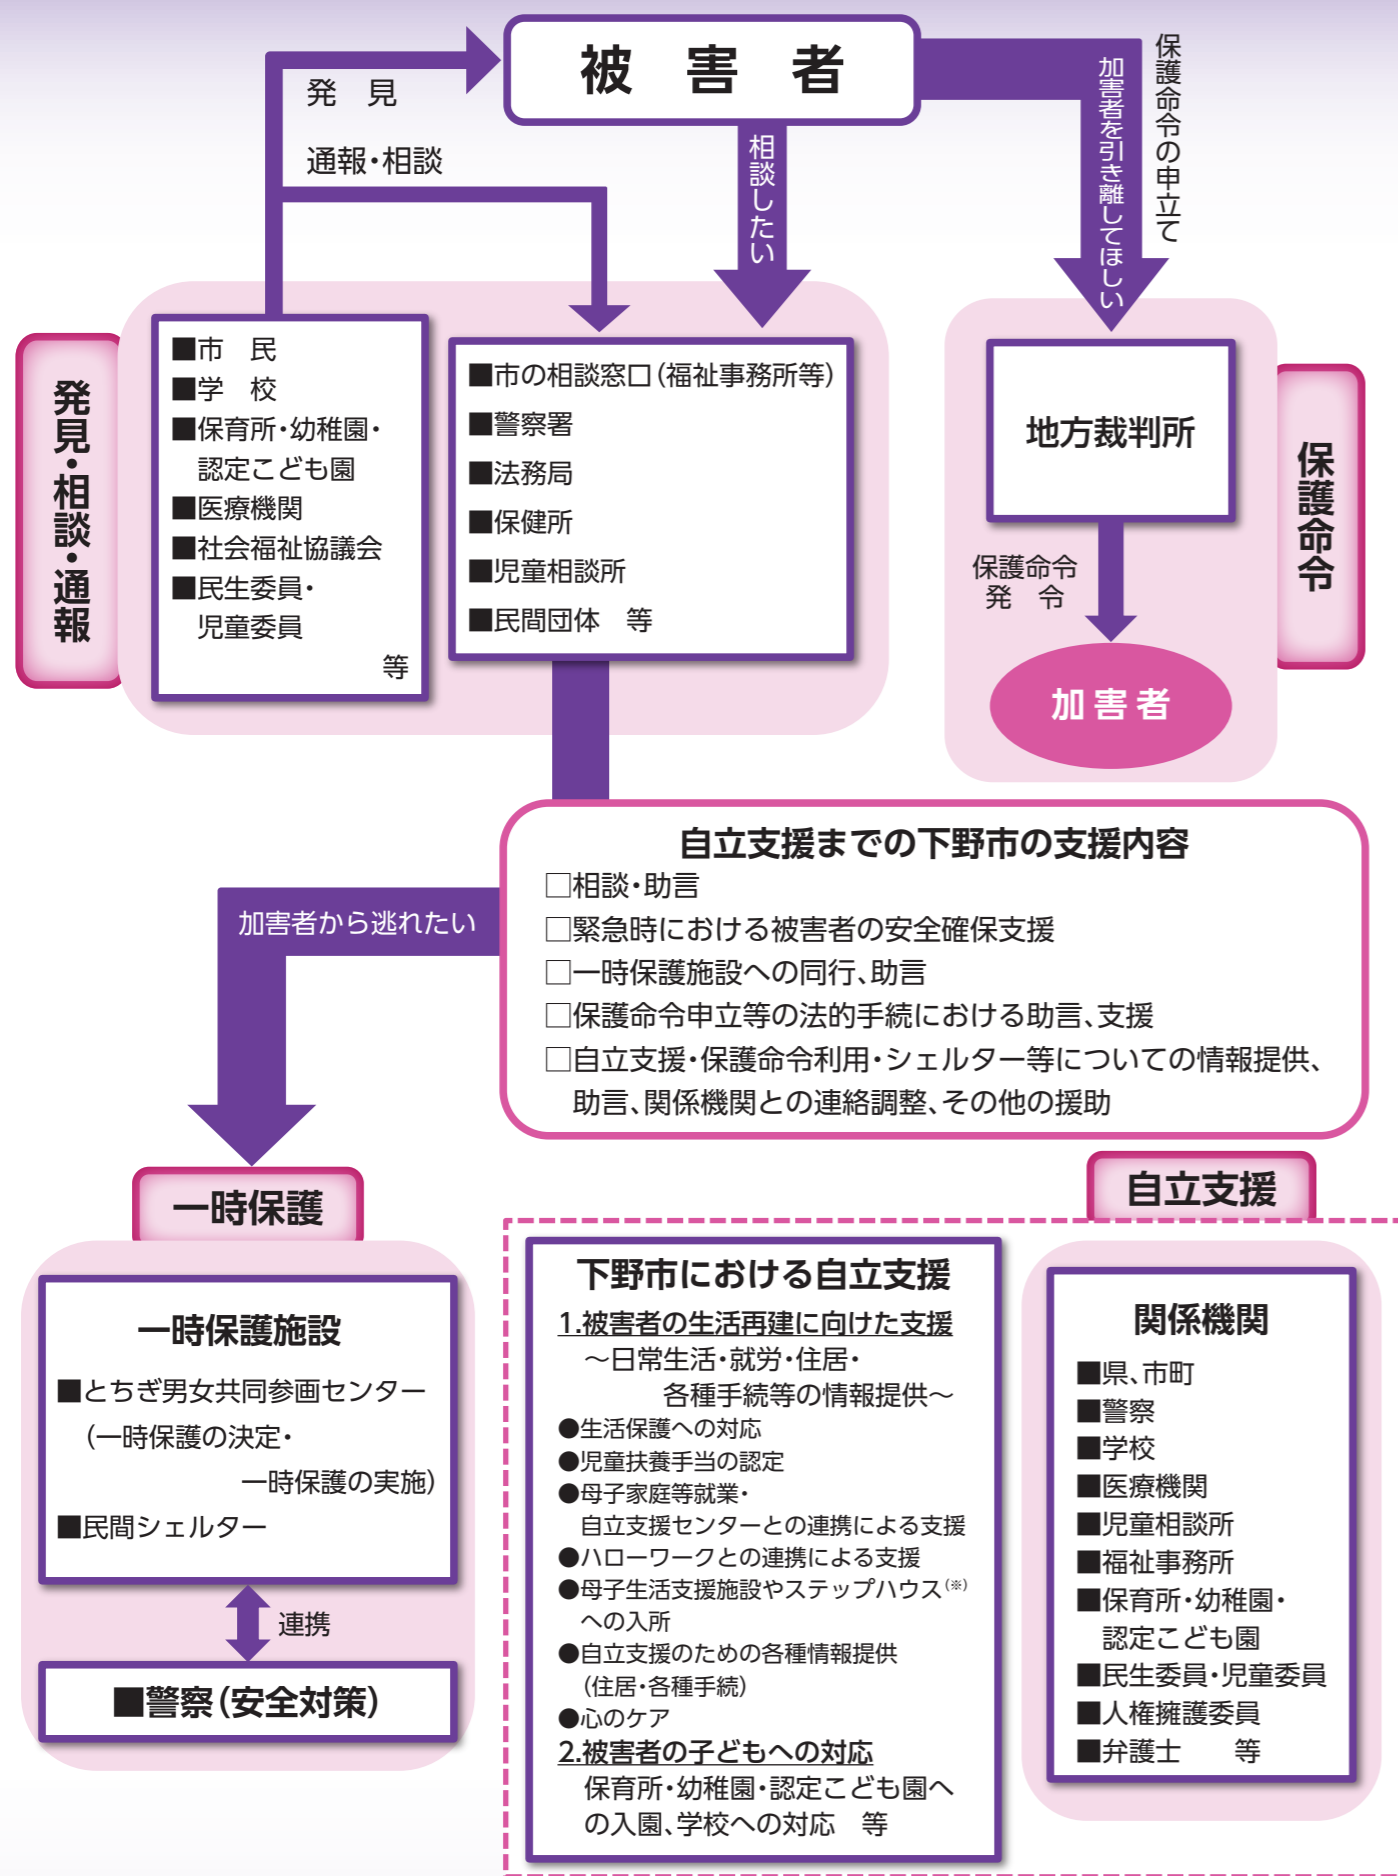 被　害　者
発　見
通報・相談
相談したい
加害者を引き離してほしい
保護命令の申立て
発見・相談・通報
■市　民
■学　校
■保育所・幼稚園・
認定こども園
■医療機関
■社会福祉協議会
■民生委員・
児童委員
等
■市の相談窓口（福祉事務所等）
■警察署
■法務局
■保健所
■児童相談所
■民間団体　等
地方裁判所
保護命令
発　令
加害者
保護命令
自立支援までの下野市の支援内容
□相談・助言
□緊急時における被害者の安全確保支援
□一時保護施設への同行、助言
□保護命令申立等の法的手続における助言、支援
□自立支援・保護命令利用・シェルター等についての情報提供、
助言、関係機関との連絡調整、その他の援助
加害者から逃れたい
一時保護
一時保護施設
■とちぎ男女共同参画センター
（一時保護の決定・
一時保護の実施）
■民間シェルター
連携
■警察（安全対策）
自立支援
下野市における自立支援
1.被害者の生活再建に向けた支援
～日常生活・就労・住居・
各種手続等の情報提供～
●生活保護への対応
●児童扶養手当の認定
●母子家庭等就業・
自立支援センターとの連携による支援
●ハローワークとの連携による支援
●母子生活支援施設やステップハウス(※)
への入所
●自立支援のための各種情報提供
（住居・各種手続）
●心のケア
2.被害者の子どもへの対応
保育所・幼稚園・認定こども園へ
の入園、学校への対応　等
関係機関
■県、市町
■警察
■学校
■医療機関
■児童相談所
■福祉事務所
■保育所・幼稚園・
認定こども園
■民生委員・児童委員
■人権擁護委員
■弁護士　　等